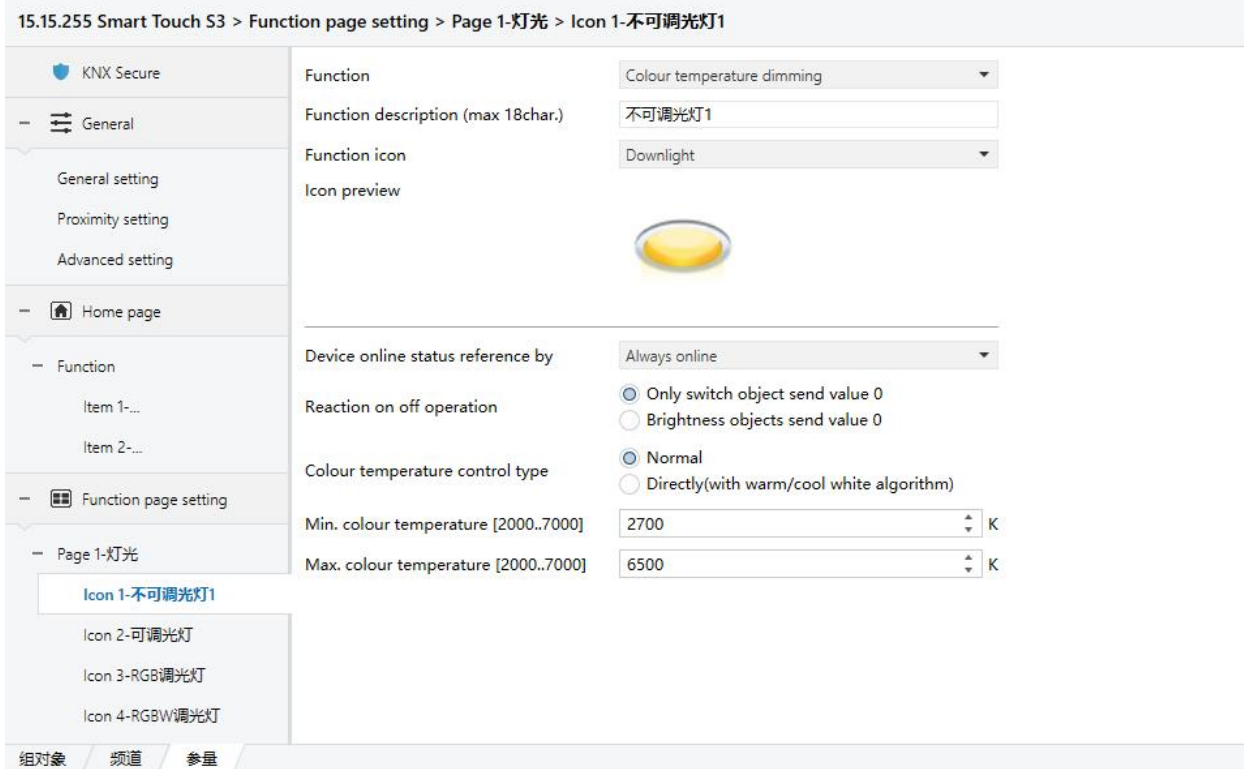 15.15.255 Smart Touch S3 > Function page setting > Page 1-灯光 > Icon 1-不可调光灯1
KNX Secure
General
General setting
Proximity setting
Advanced setting
Home page
Function
Item 1-...
Item 2-...
Function page setting
Page 1-灯光
Icon 1-不可调光灯1
Icon 2-可调光灯
Icon 3-RGB调光灯
Icon 4-RGBW调光灯
Function
Colour temperature dimming
Function description (max 18char.)
不可调光灯1
Function icon
Downlight
Icon preview
Device online status reference by
Always online
Reaction on off operation
Only switch object send value 0
Brightness objects send value 0
Colour temperature control type
Normal
Directly(with warm/cool white algorithm)
Min. colour temperature [2000..7000]
2700
K
Max. colour temperature [2000..7000]
6500
K
组对象
频道
参量